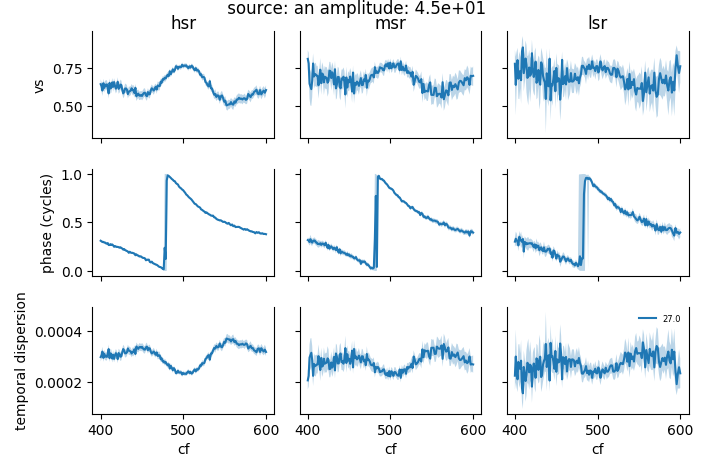 source: an amplitude: 4.5e+01
hsr
msr
lsr
vs
0.75
0.50
phase (cycles)
1.0
0.5
0.0
temporal dispersion
0.0004
0.0002
27.0
400
500
600
400
500
600
400
500
600
cf
cf
cf